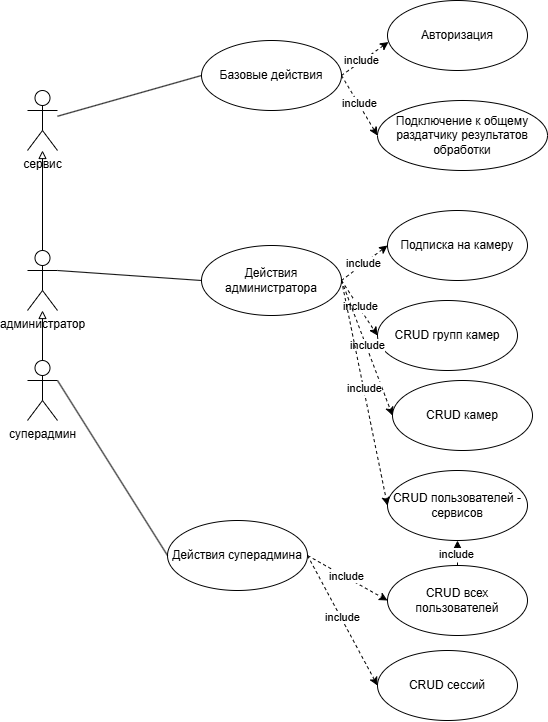 Авторизация
include
Базовые действия
include
Подключение к общему
раздатчику результатов
обработки
сервис
Подписка на камеру
include
Действия
администратора
include
CRUD групп камер
администратор
include
include
CRUD камер
суперадмин
CRUD пользователей -
сервисов
include
Действия суперадмина
include
CRUD всех
пользователей
include
CRUD сессий